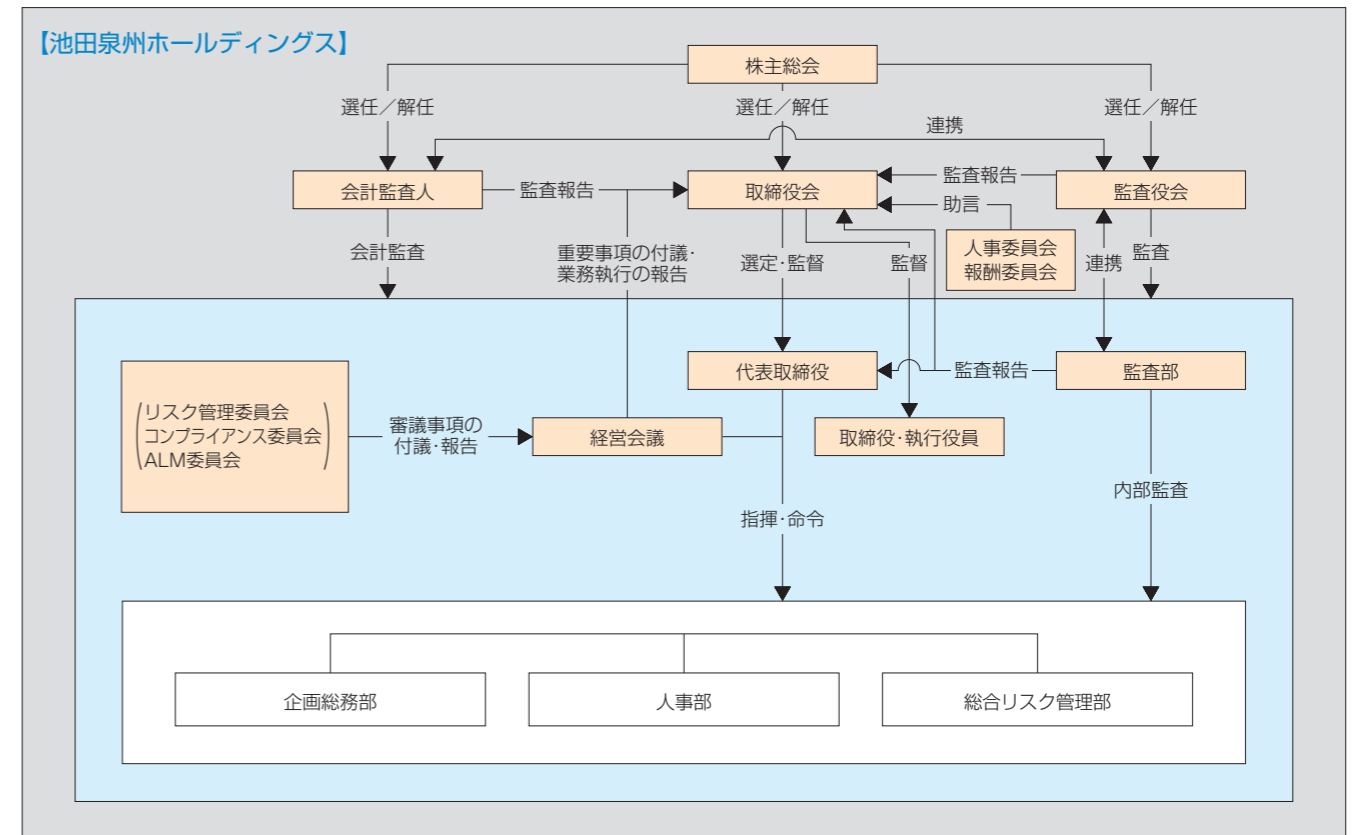 【池田泉州ホールディングス】
株主総会
選任／解任
選任／解任
選任／解任
連携
会計監査人
監査報告
取締役会
監査報告
監査役会
助言
人事委員会
報酬委員会
会計監査
重要事項の付議・
業務執行の報告
選定・監督
監督
連携
監査
代表取締役
監査報告
監査部
リスク管理委員会
コンプライアンス委員会
ALM委員会
審議事項の
付議・報告
経営会議
取締役・執行役員
内部監査
指揮・命令
企画総務部
人事部
総合リスク管理部